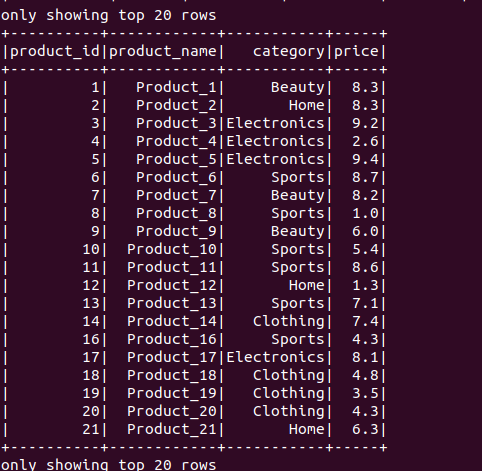 only showing top 20 rows
+----------+------------+-----------+-----+
|product_id|product_name|   category|price|
+----------+------------+-----------+-----+
|         1|   Product_1|     Beauty|  8.3|
|         2|   Product_2|       Home|  8.3|
|         3|   Product_3|Electronics|  9.2|
|         4|   Product_4|Electronics|  2.6|
|         5|   Product_5|Electronics|  9.4|
|         6|   Product_6|     Sports|  8.7|
|         7|   Product_7|     Beauty|  8.2|
|         8|   Product_8|     Sports|  1.0|
|         9|   Product_9|     Beauty|  6.0|
|        10|  Product_10|     Sports|  5.4|
|        11|  Product_11|     Sports|  8.6|
|        12|  Product_12|       Home|  1.3|
|        13|  Product_13|     Sports|  7.1|
|        14|  Product_14|   Clothing|  7.4|
|        16|  Product_16|     Sports|  4.3|
|        17|  Product_17|Electronics|  8.1|
|        18|  Product_18|   Clothing|  4.8|
|        19|  Product_19|   Clothing|  3.5|
|        20|  Product_20|   Clothing|  4.3|
|        21|  Product_21|       Home|  6.3|
+----------+------------+-----------+-----+
only showing top 20 rows